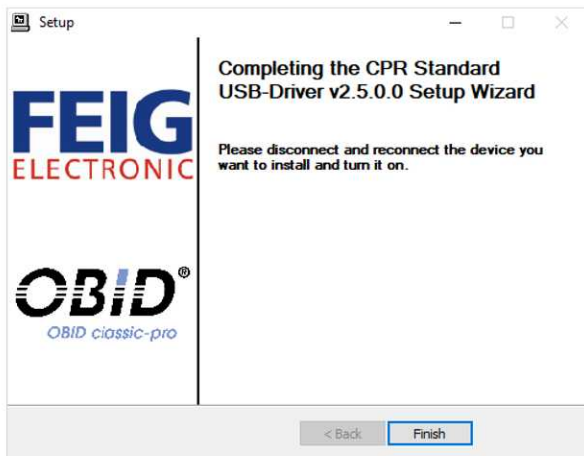 Setup
FEIG
ELECTRONIC
OBID®
OBID classic-pro
Completing the CPR Standard
USB-Driver v2.5.0.0 Setup Wizard
Please disconnect and reconnect the device you
want to install and turn it on.
< Back
Finish